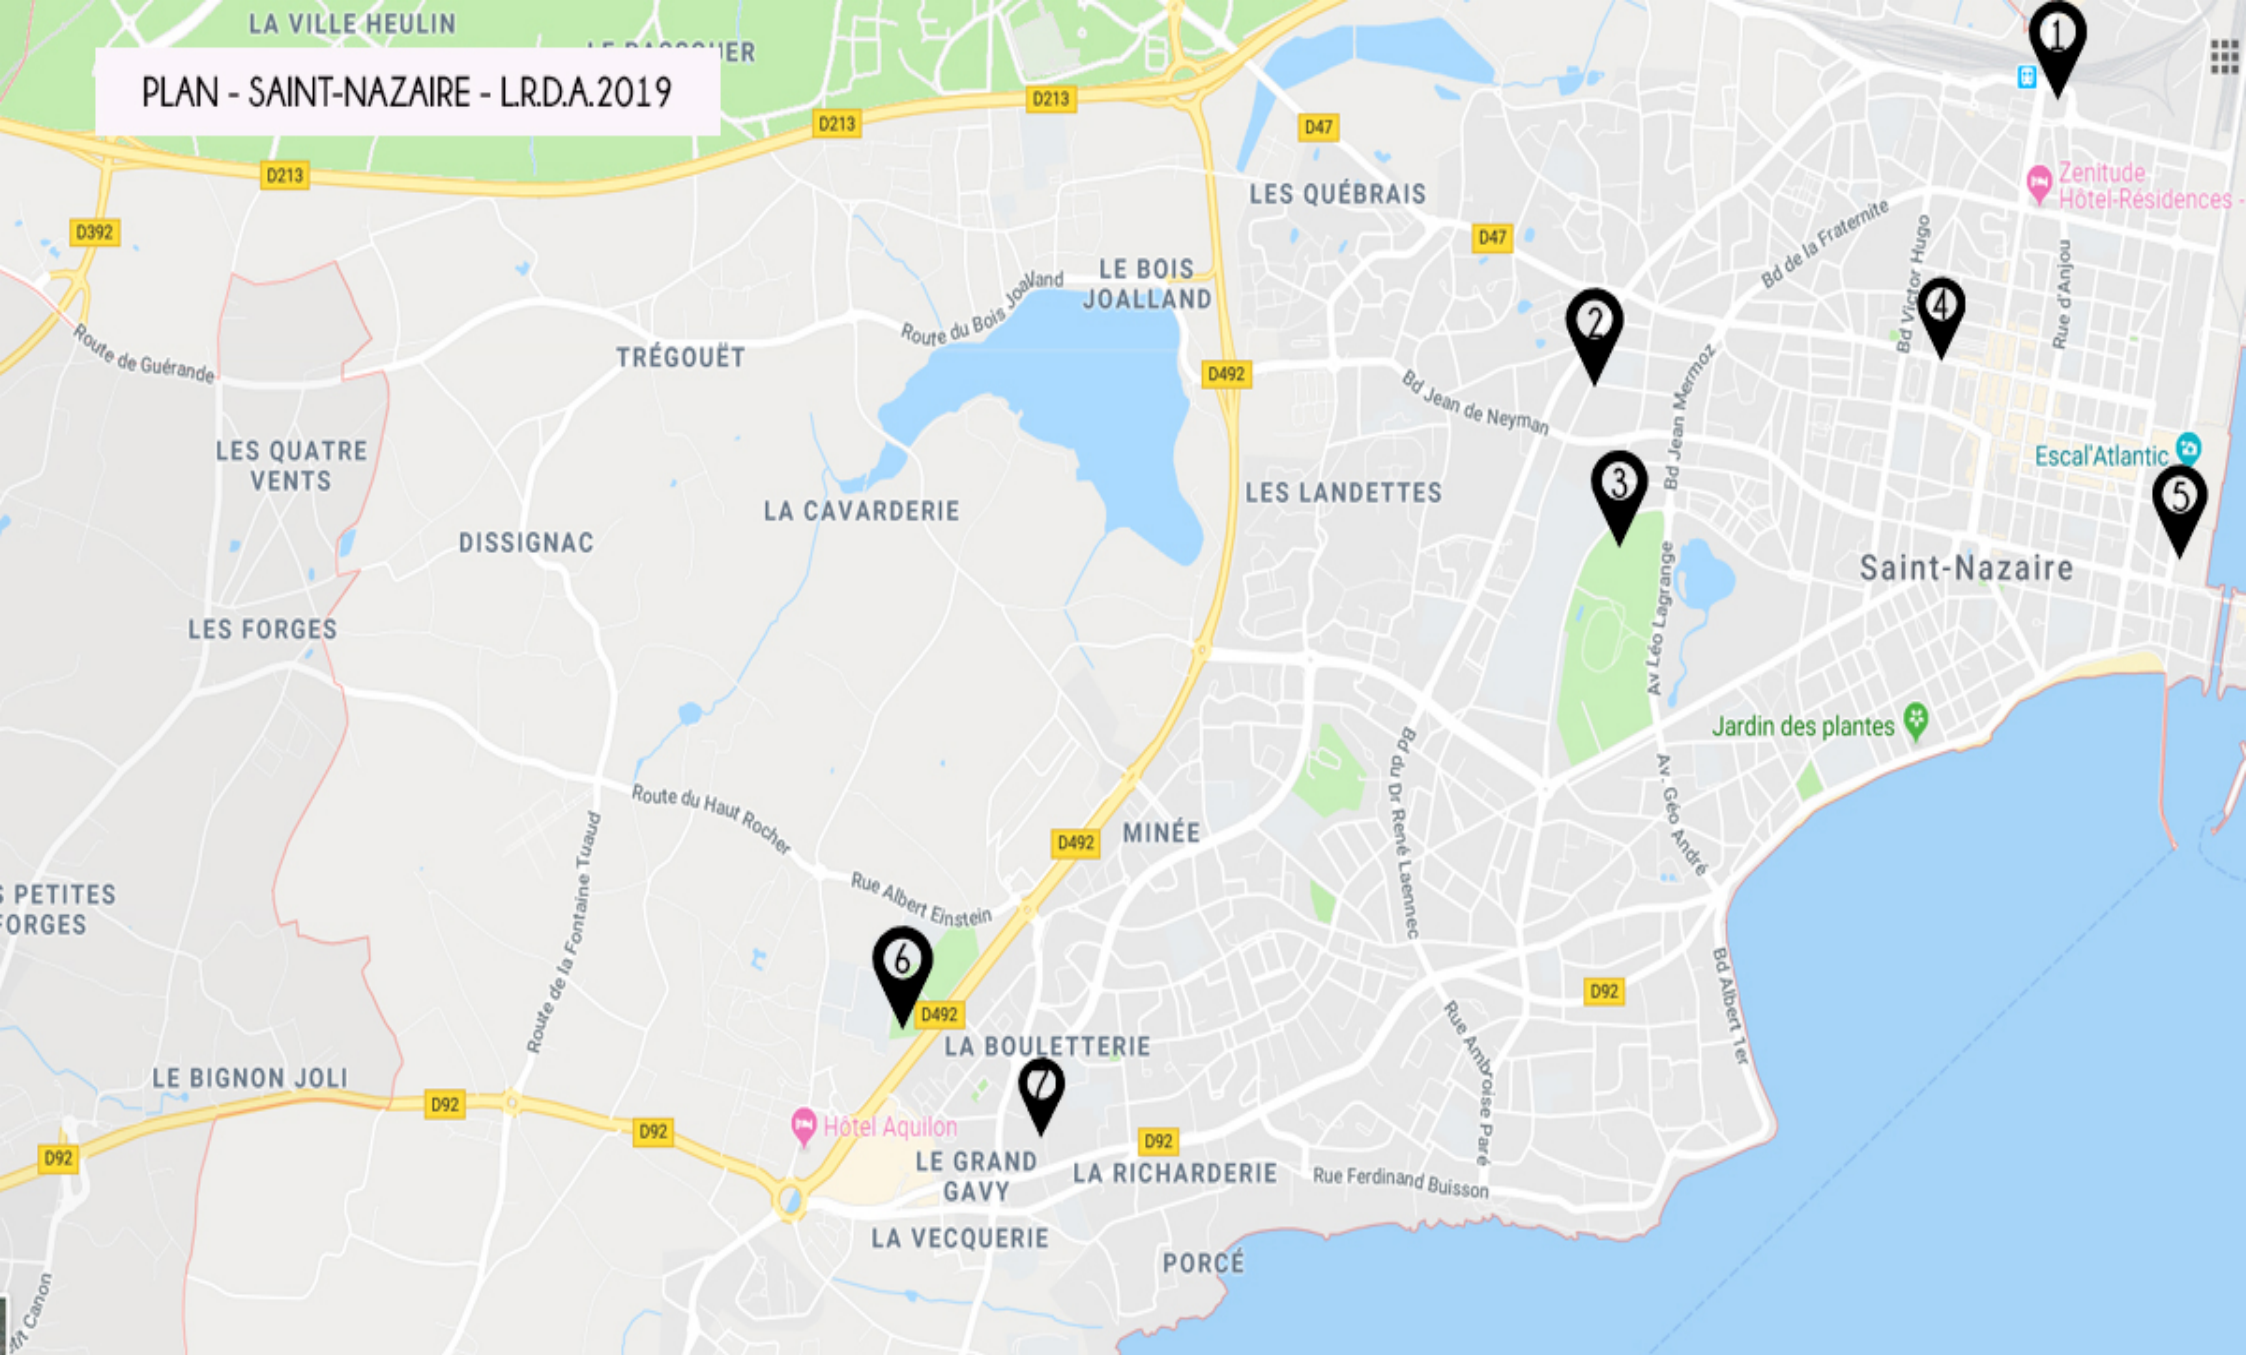 LA VILLE HEULIN
PLAN - SAINT-NAZAIRE - L.R.D.A.2019
1
D213
D213
D213
D47
D392
LES QUÉBRAIS
Zenitude
Hôtel-Résidences -
D47
Bd de la Fraternite
Bd Victor Hugo
Rue d'Anjou
LE BOIS
JOALLAND
Route du Bois Joalland
Route de Guérande
TRÉGOUËT
2
4
D492
Bd Jean de Neyman
Bd Jean Mermoz
LES QUATRE
VENTS
Escal'Atlantic
LA CAVARDERIE
LES LANDETTES
3
5
DISSIGNAC
Saint-Nazaire
LES FORGES
Av Léo Lagrange
Jardin des plantes
Route du Haut Rocher
D492
MINÉE
Bd du Dr René Laennec
Av. Géo André
S PETITES
FORGES
Route de la Fontaine Tuaud
Rue Albert Einstein
6
D492
D92
Bd Albert 1er
LA BOULETTERIE
Rue Ambroise Paré
LE BIGNON JOLI
7
D92
D92
Hôtel Aquilon
D92
D92
LE GRAND
GAVY
LA RICHARDERIE
Rue Ferdinand Buisson
LA VECQUERIE
PORCÉ
Canon